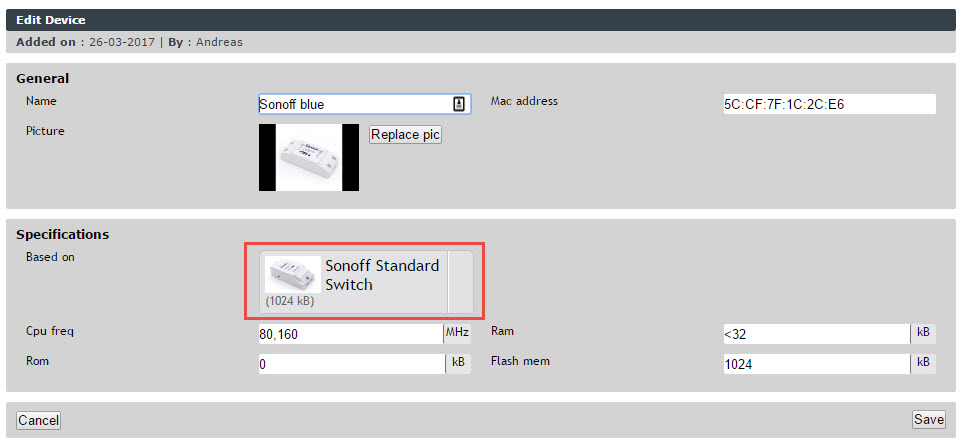 Edit Device
Added on : 26-03-2017 | By : Andreas
General
Name Sonoff blue Mac address 5C:CF:7F:1C:2C:E6
Picture Replace pic
Specifications
Based on Sonoff Standard
Switch
(1024 kB)
Cpu freq 80,160 MHz Ram <32 kB
Rom 0 kB Flash mem 1024 kB
Cancel Save